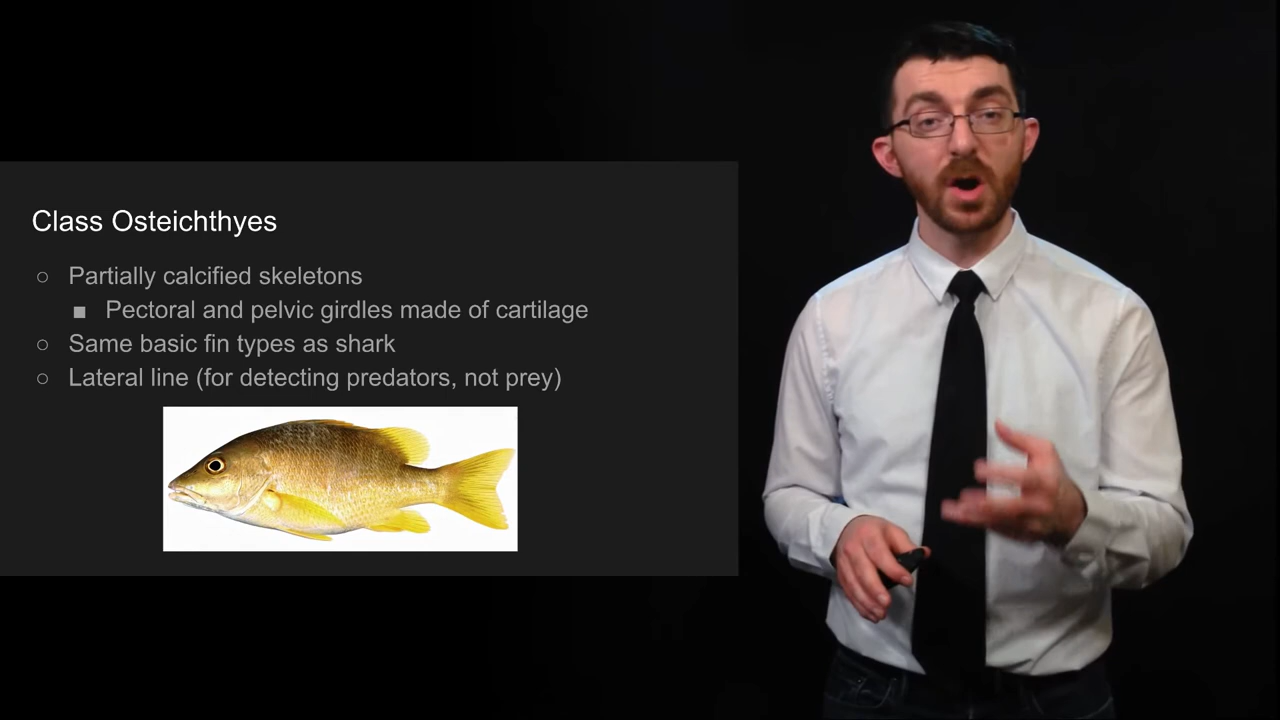 Class Osteichthyes
○ Partially calcified skeletons
■ Pectoral and pelvic girdles made of cartilage
○ Same basic fin types as shark
○ Lateral line (for detecting predators, not prey)